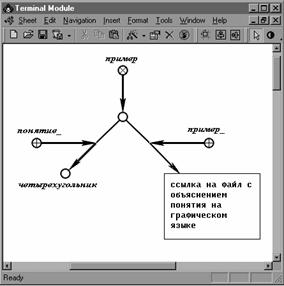 Terminal Module
Sheet Edit Navigation Insert Format Tools Window Help
пример
понятие_
пример_
четырехугольник
ссылка на файл с
объяснением
понятия на
графическом
языке
Ready